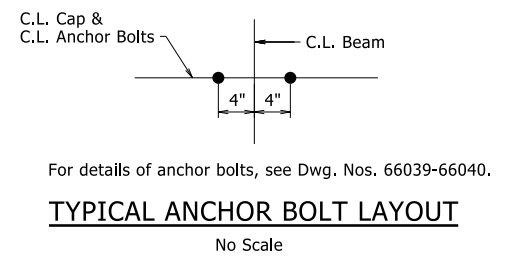 C.L. Cap &
C.L. Anchor Bolts
C.L. Beam
4" 4"
For details of anchor bolts, see Dwg. Nos. 66039-66040.
TYPICAL ANCHOR BOLT LAYOUT
No Scale